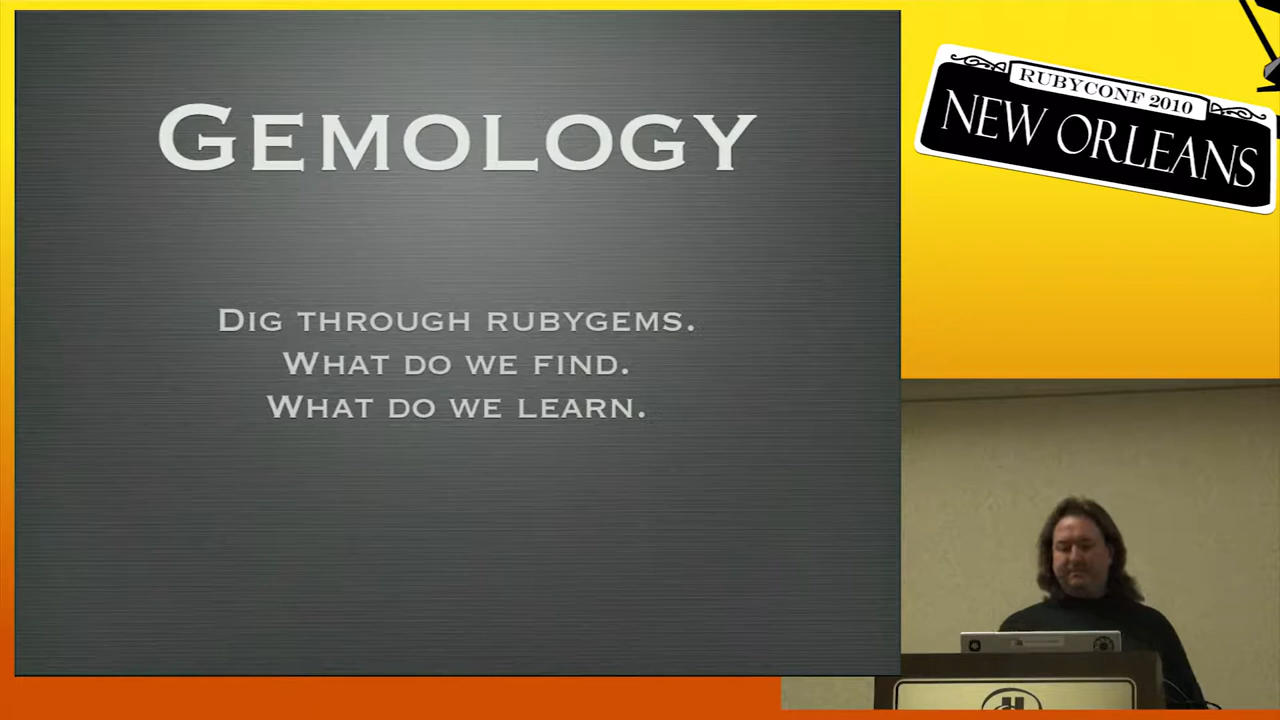 GEMOLOGY
DIG THROUGH RUBYGEMS.
WHAT DO WE FIND.
WHAT DO WE LEARN.
RUBYCONF 2010
NEW ORLEANS